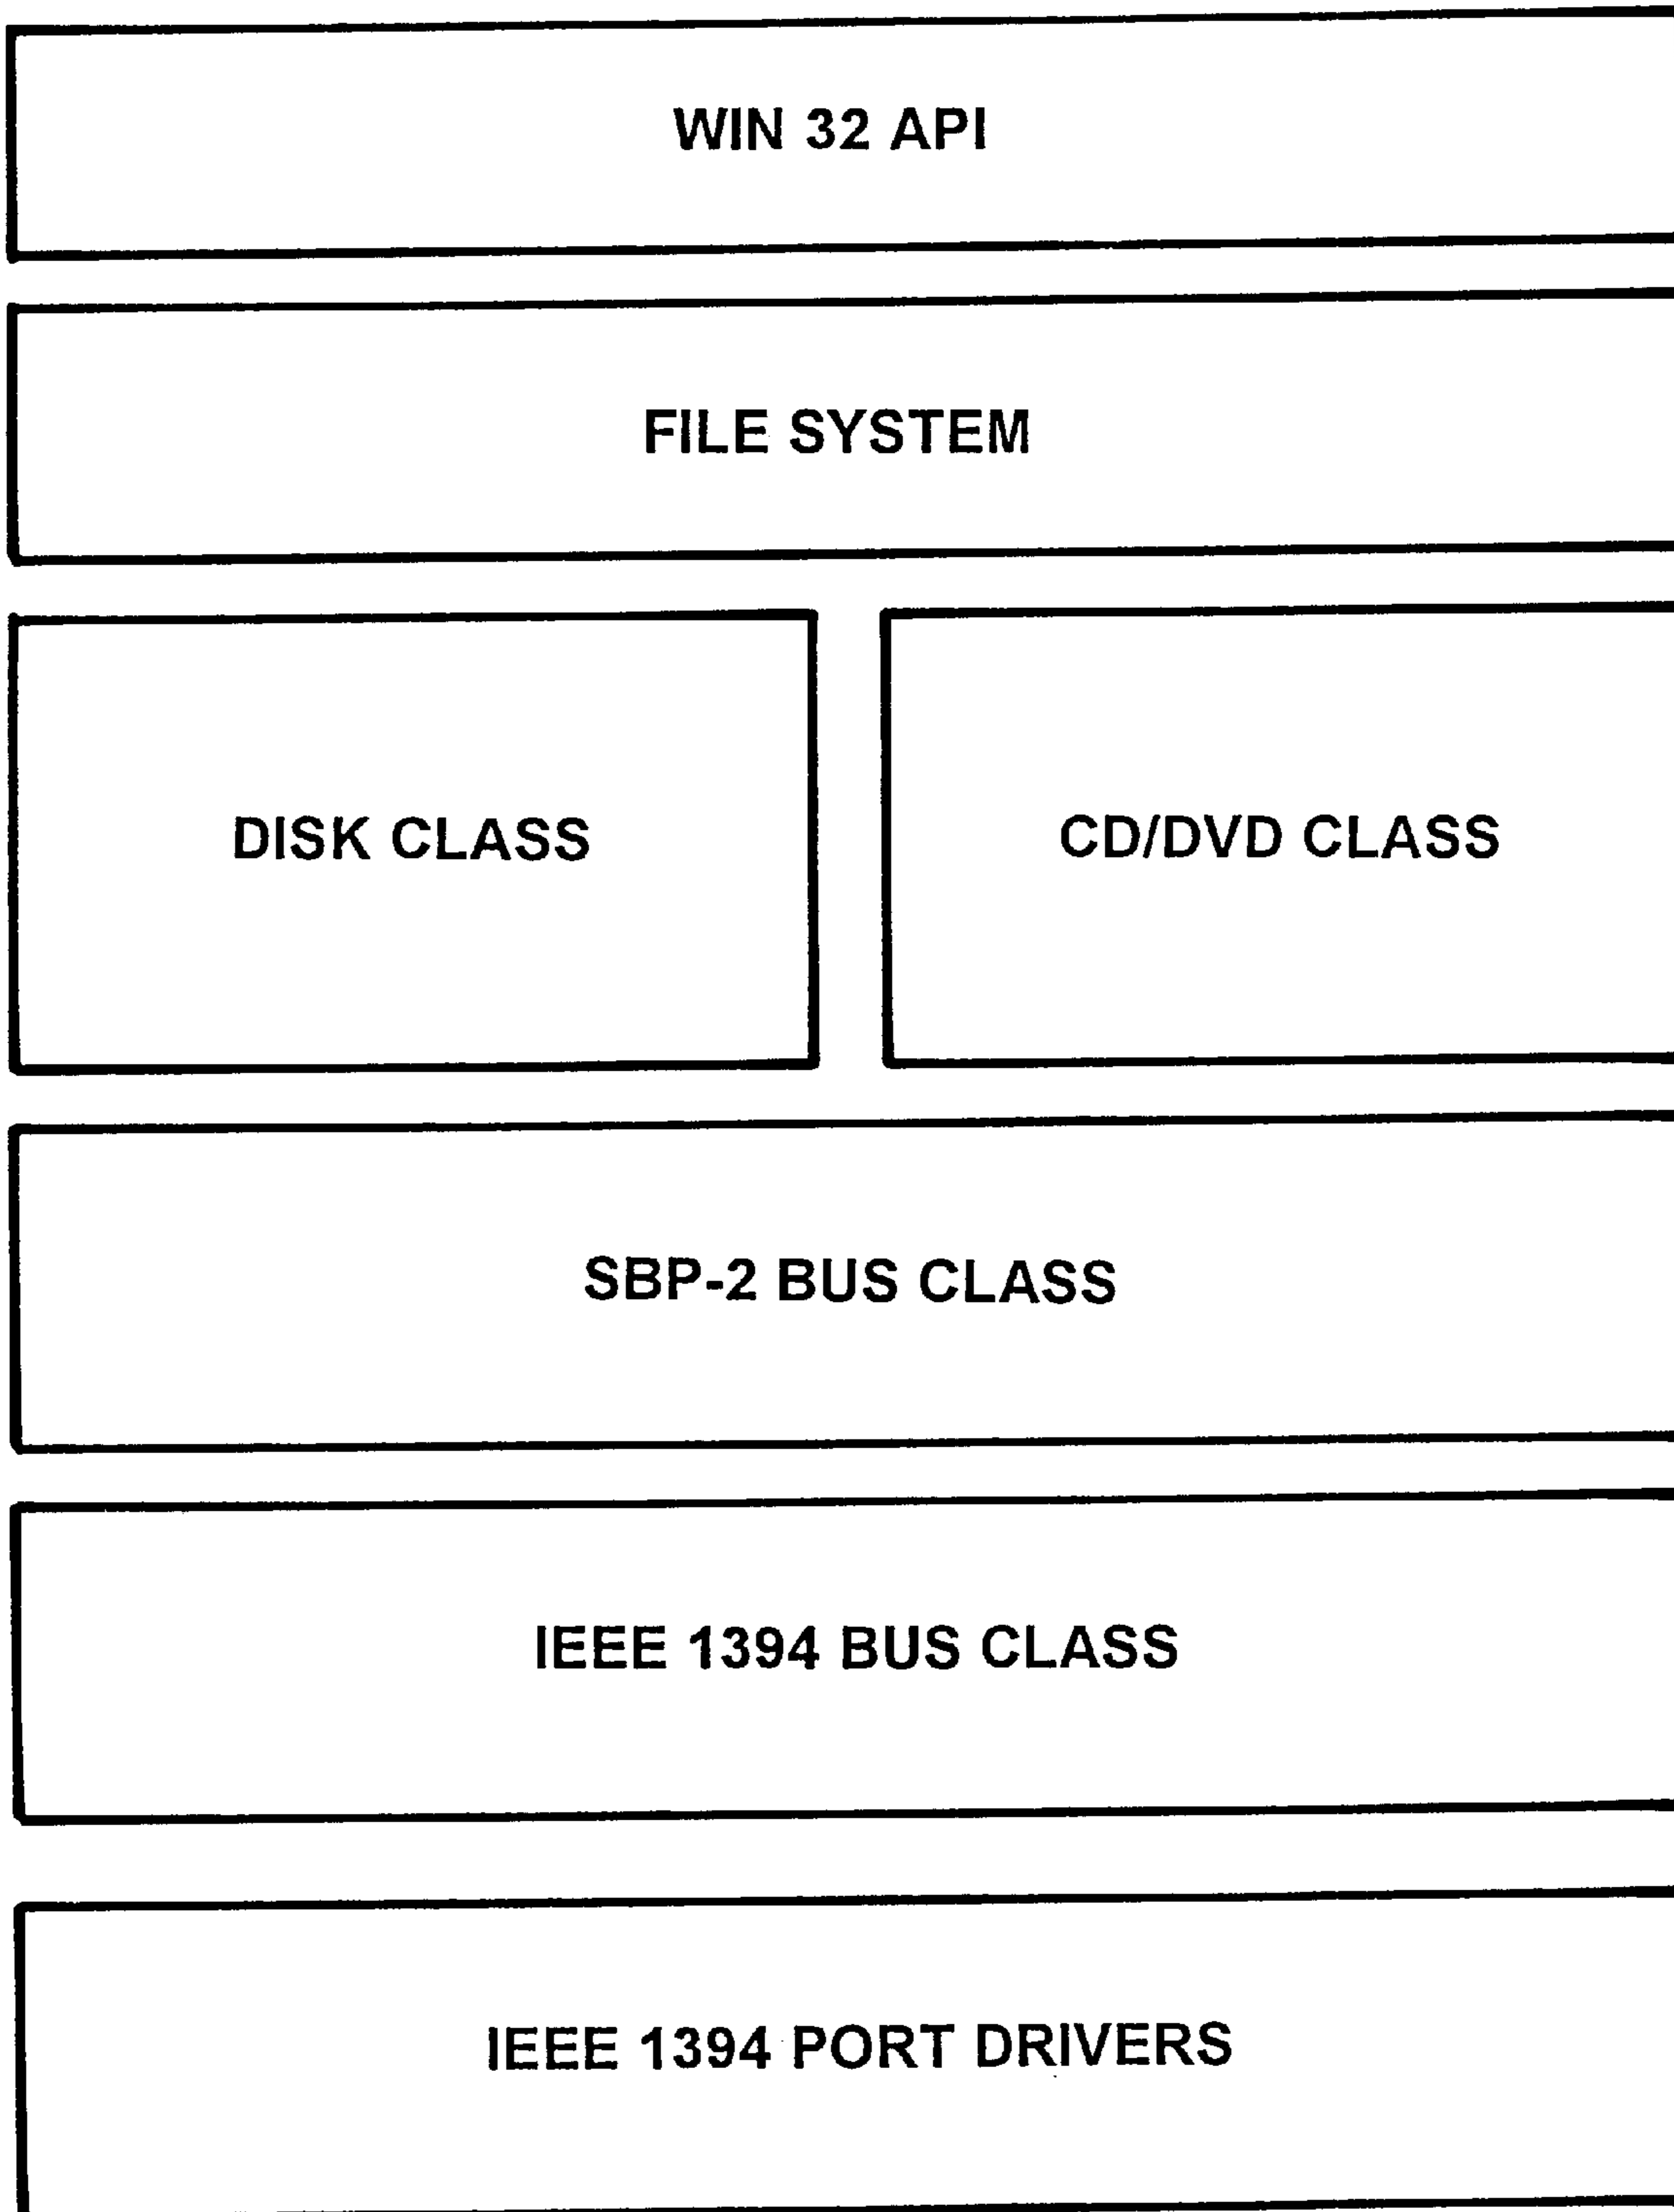 WIN 32 API
FILE SYSTEM
DISK CLASS
CD/DVD CLASS
SBP-2 BUS CLASS
IEEE 1394 BUS CLASS
IEEE 1394 PORT DRIVERS